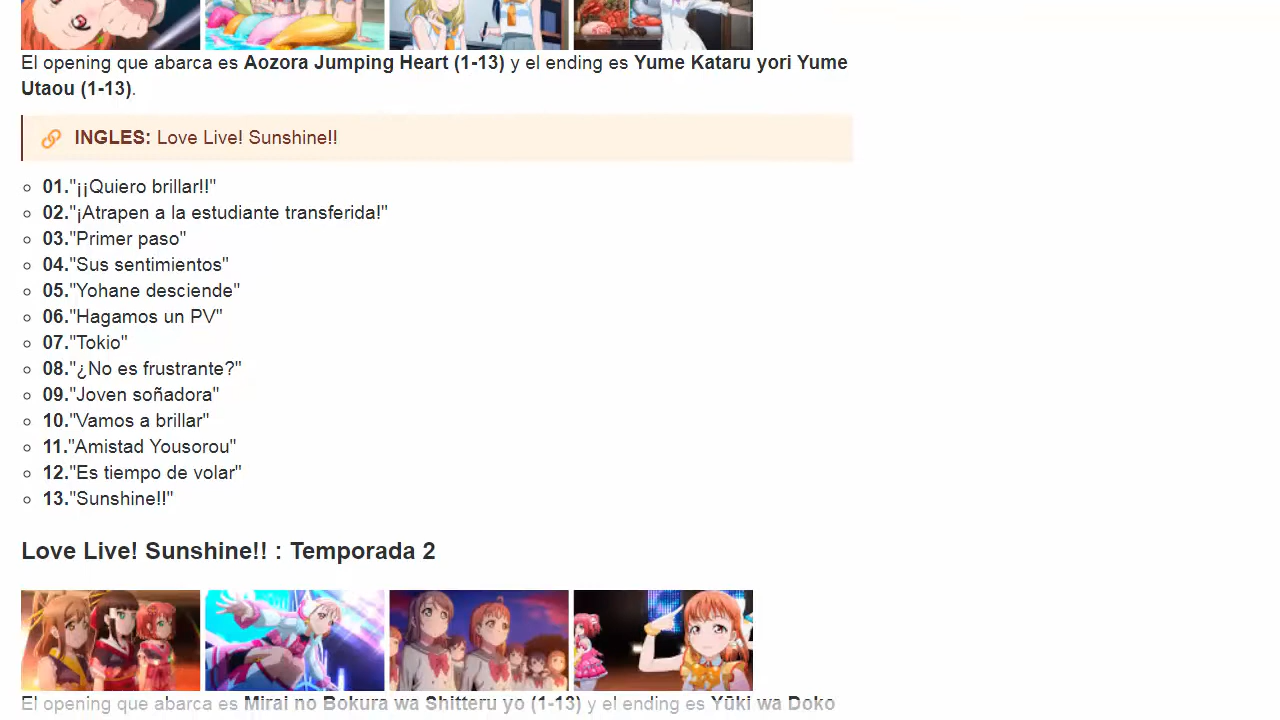 El opening que abarca es Aozora Jumping Heart (1-13) y el ending es Yume Kataru yori Yume
Utaou (1-13).
INGLES: Love Live! Sunshine!!
01."¡¡Quiero brillar!!"
02."¡Atrapen a la estudiante transferida!"
03."Primer paso"
04."Sus sentimientos"
05."Yohane desciende"
06."Hagamos un PV"
07."Tokio"
08."¿No es frustrante?"
09."Joven soñadora"
10."Vamos a brillar"
11."Amistad Yousorou"
12."Es tiempo de volar"
13."Sunshine!!"
Love Live! Sunshine!! : Temporada 2
El opening que abarca es Mirai no Bokura wa Shitteru yo (1-13) y el ending es Yūki wa Doko